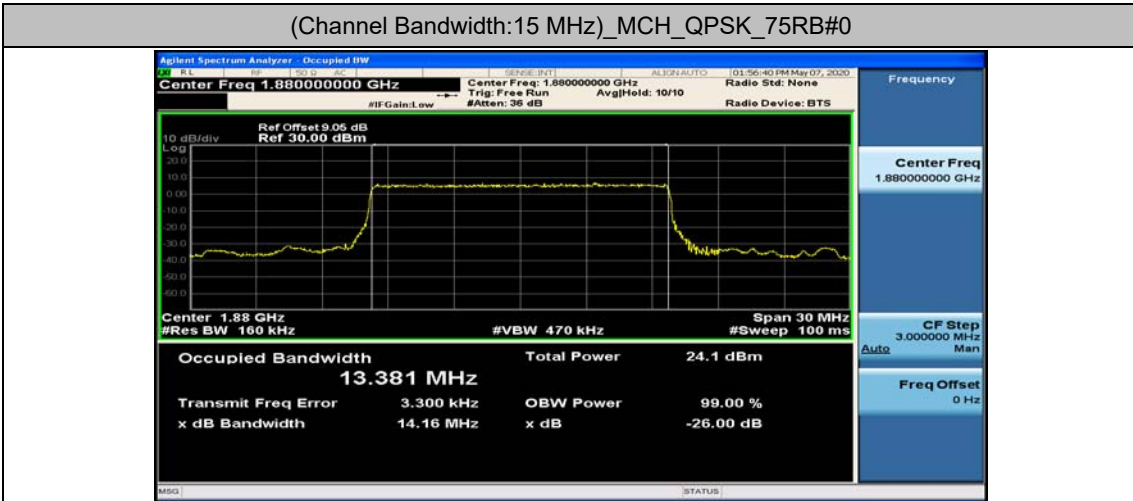 (Channel Bandwidth:15 MHz)_MCH_QPSK_75RB#0
Agilent Spectrum Analyzer - Occupied BW
RL RF 50 Ω AC SENSE:INT ALIGN AUTO 01:56:40 PM May 07, 2020
Center Freq 1.880000000 GHz
Center Freq: 1.880000000 GHz
Radio Std: None
Trig: Free Run Avg|Hold: 10/10
#IFGain:Low #Atten: 36 dB Radio Device: BTS
Ref Offset 9.05 dB
10 dB/div Ref 30.00 dBm
Log
20.0
10.0
0.00
-10.0
-20.0
-30.0
-40.0
-50.0
-60.0
Center 1.88 GHz Span 30 MHz
#Res BW 160 kHz #VBW 470 kHz #Sweep 100 ms
Occupied Bandwidth Total Power 24.1 dBm
13.381 MHz
Transmit Freq Error 3.300 kHz OBW Power 99.00 %
x dB Bandwidth 14.16 MHz x dB -26.00 dB
MSG STATUS
Frequency
Center Freq
1.880000000 GHz
CF Step
3.000000 MHz
Auto Man
Freq Offset
0 Hz